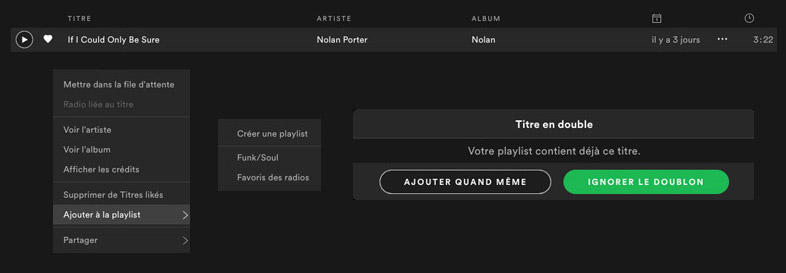 TITRE ARTISTE ALBUM
If I Could Only Be Sure Nolan Porter Nolan il y a 3 jours ••• 3:22
Mettre dans la file d'attente
Radio liée au titre
Voir l'artiste
Voir l'album
Afficher les crédits
Supprimer de Titres likés
Ajouter à la playlist
Partager
Créer une playlist
Funk/Soul
Favoris des radios
Titre en double
Votre playlist contient déjà ce titre.
AJOUTER QUAND MÊME IGNORER LE DOUBLON